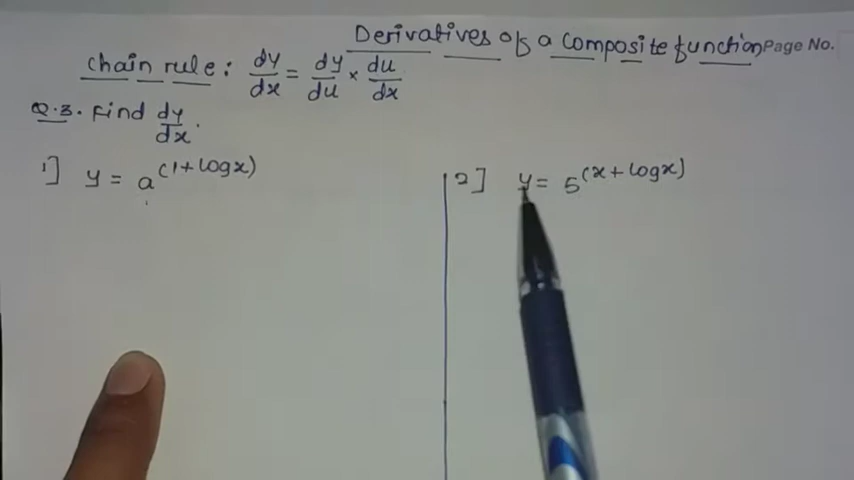 Derivatives of a composite function Page No.
chain rule: dy/dx = dy/du × du/dx
Q.3. Find dy/dx.
1] y = a^(1+logx)
2] y = 5^(x+logx)